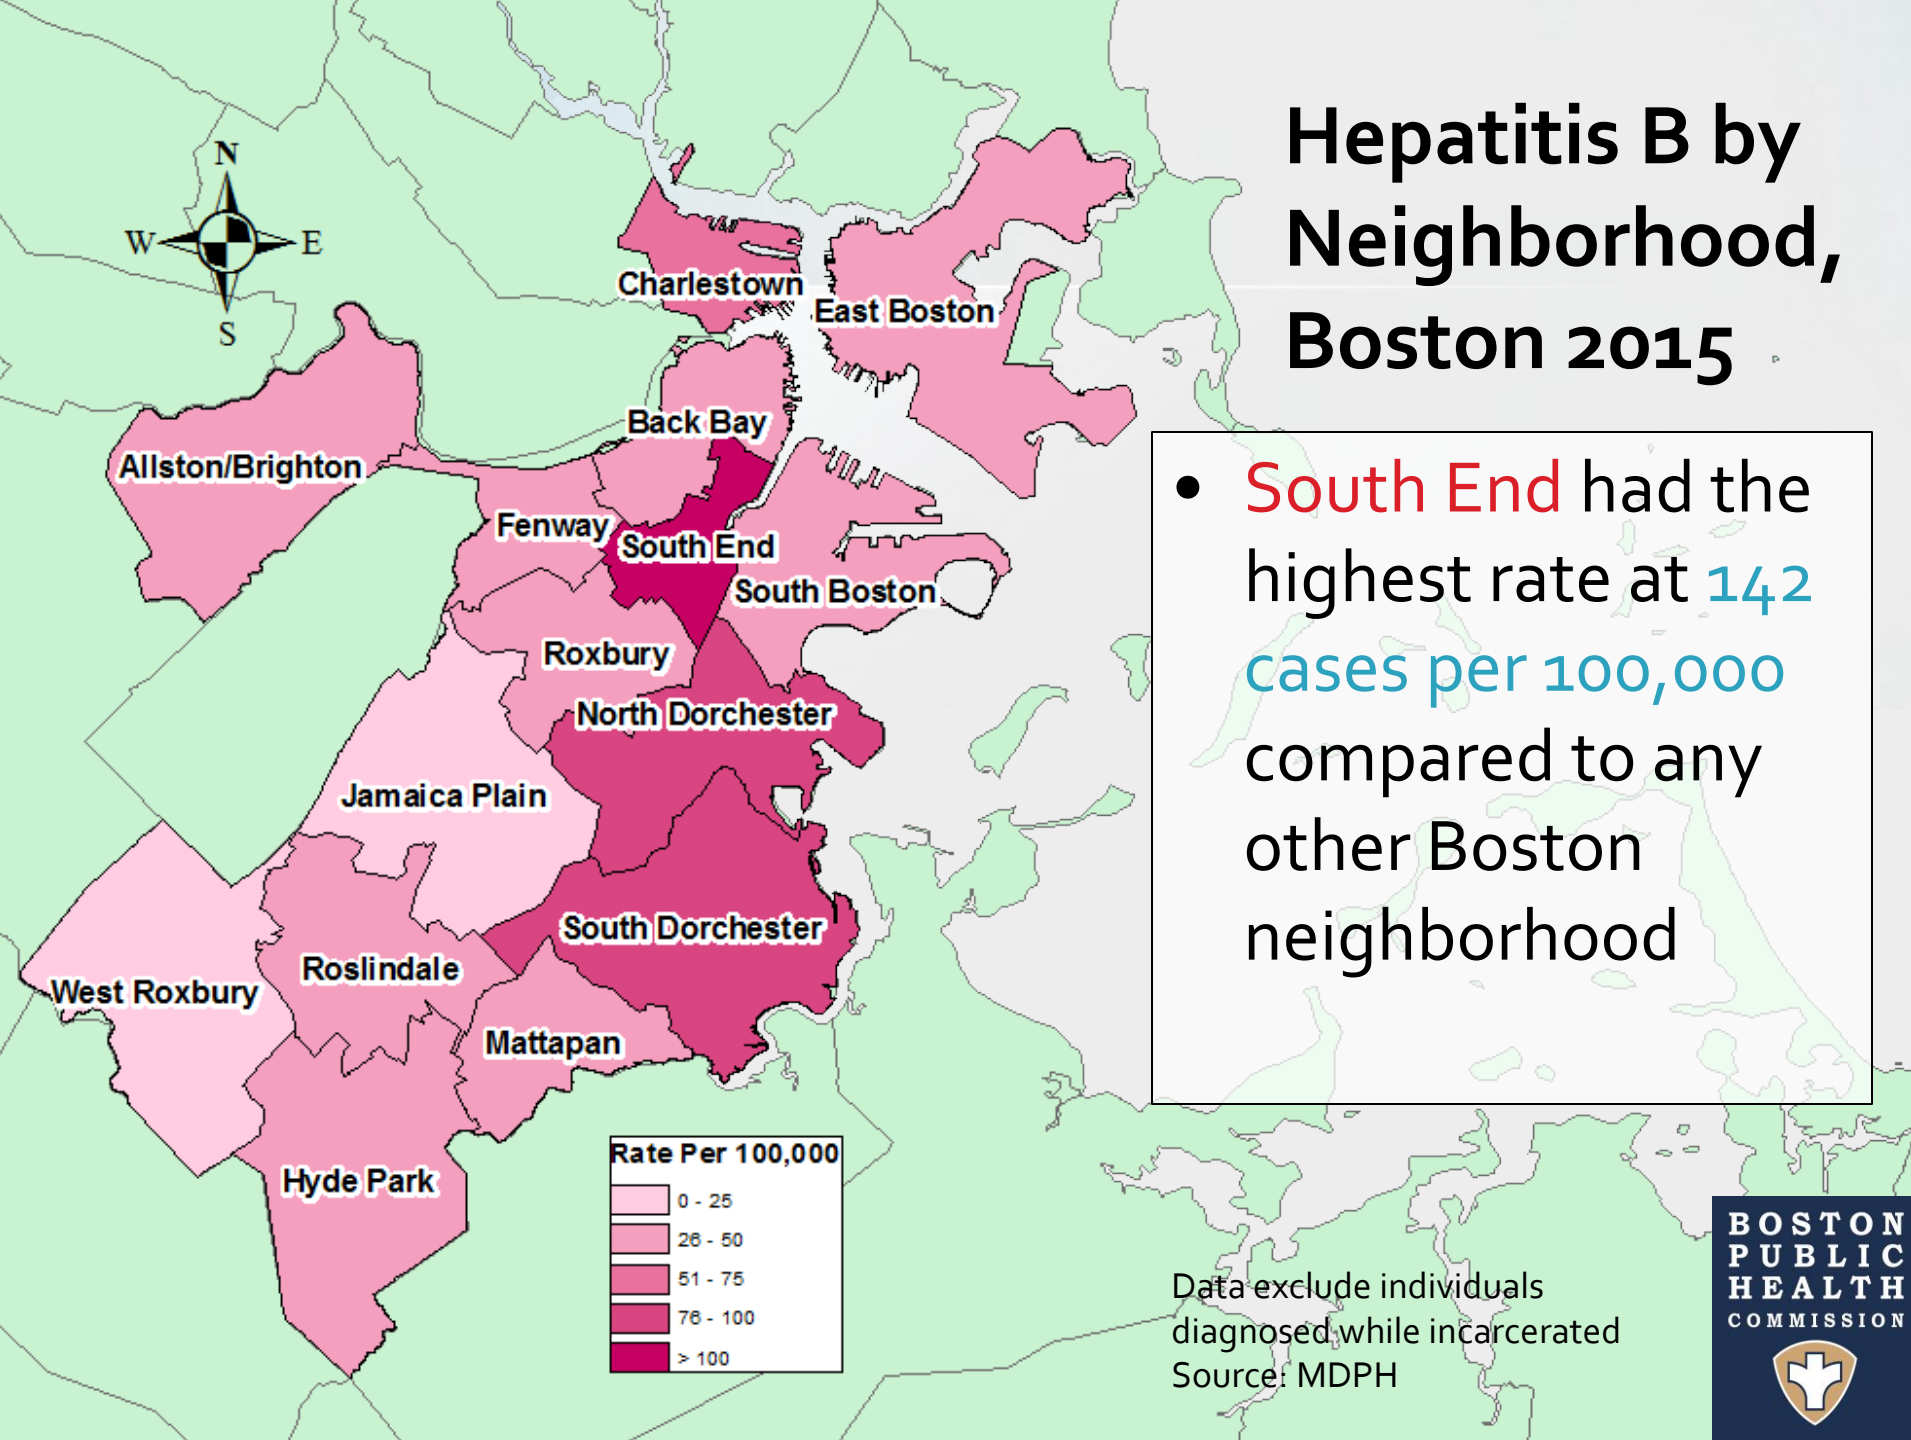 Hepatitis B by
Neighborhood,
Boston 2015
N
W
E
S
Charlestown
East Boston
Back Bay
Allston/Brighton
Fenway
South End
South Boston
Roxbury
North Dorchester
Jamaica Plain
South Dorchester
Roslindale
West Roxbury
Mattapan
Hyde Park
• South End had the
highest rate at 142
cases per 100,000
compared to any
other Boston
neighborhood
Rate Per 100,000
0 - 25
26 - 50
51 - 75
76 - 100
> 100
Data exclude individuals
diagnosed while incarcerated
Source: MDPH
BOSTON
PUBLIC
HEALTH
COMMISSION